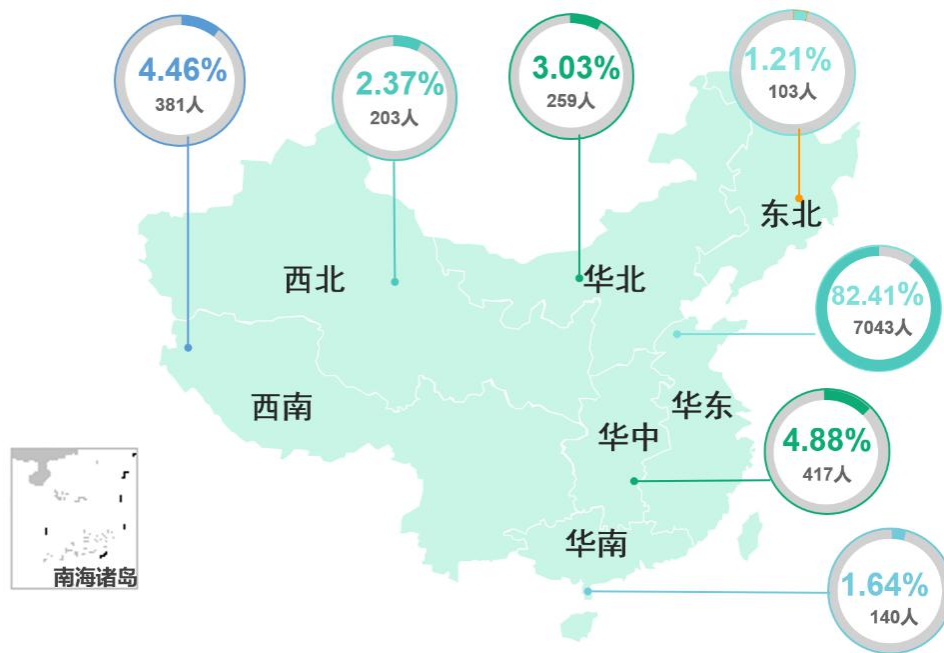 4.46%
381人
2.37%
203人
3.03%
259人
1.21%
103人
东北
西北
华北
82.41%
7043人
西南
华东
华中
4.88%
417人
华南
南海诸岛
1.64%
140人